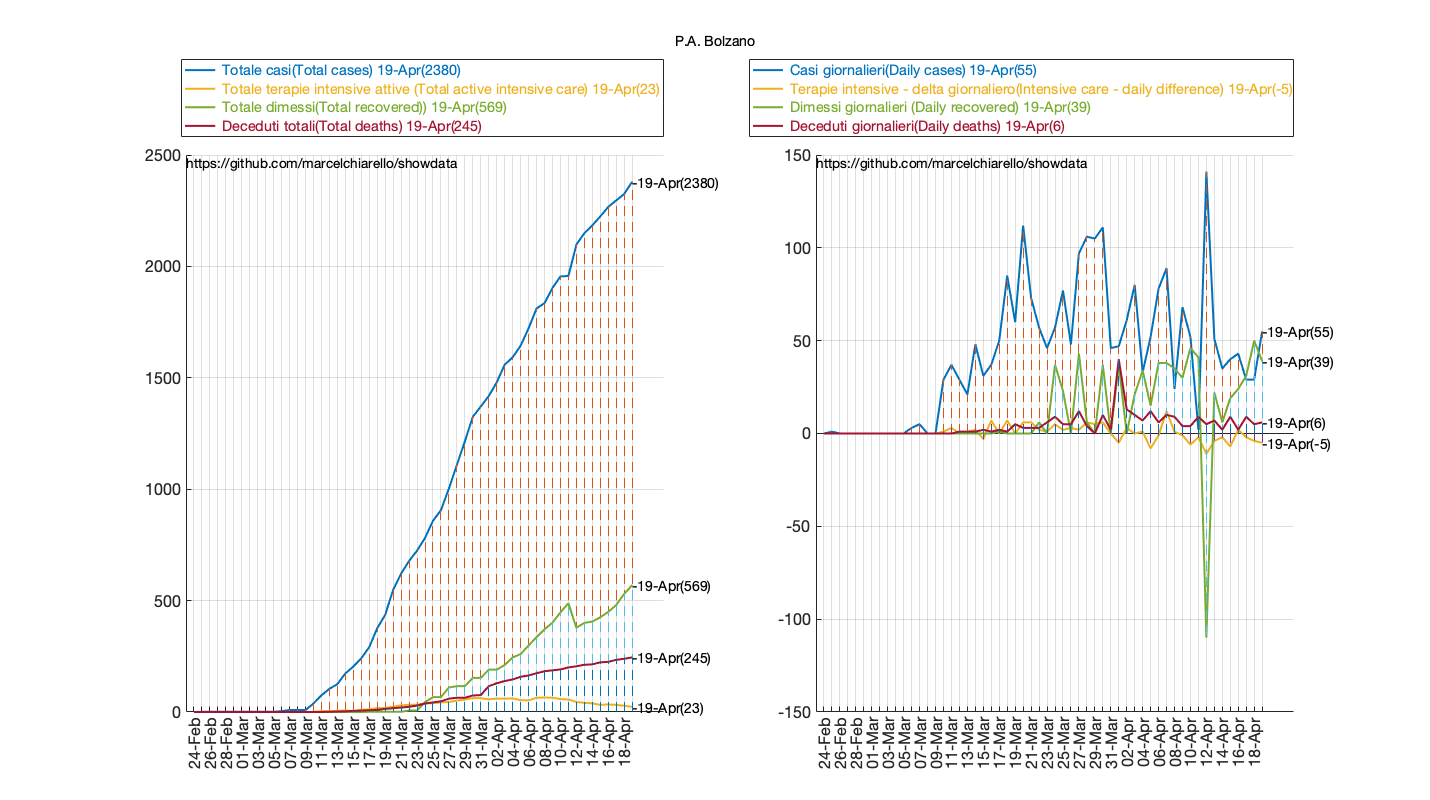 P.A. Bolzano
Totale casi(Total cases) 19-Apr(2380)
Totale terapie intensive attive (Total active intensive care) 19-Apr(23)
Totale dimessi(Total recovered)) 19-Apr(569)
Deceduti totali(Total deaths) 19-Apr(245)
2500
https://github.com/marcelchiarello/showdata
-19-Apr(2380)
2000
1500
1000
-19-Apr(569)
500
-19-Apr(245)
-19-Apr(23)
0
24-Feb
26-Feb
28-Feb
01-Mar
03-Mar
05-Mar
07-Mar
09-Mar
11-Mar
13-Mar
15-Mar
17-Mar
19-Mar
21-Mar
23-Mar
25-Mar
27-Mar
29-Mar
31-Mar
02-Apr
04-Apr
06-Apr
08-Apr
10-Apr
12-Apr
14-Apr
16-Apr
18-Apr
Casi giornalieri(Daily cases) 19-Apr(55)
Terapie intensive - delta giornaliero(Intensive care - daily difference) 19-Apr(-5)
Dimessi giornalieri (Daily recovered) 19-Apr(39)
Deceduti giornalieri(Daily deaths) 19-Apr(6)
150
https://github.com/marcelchiarello/showdata
100
50
-19-Apr(55)
-19-Apr(39)
-19-Apr(6)
0
-19-Apr(-5)
-50
-100
-150
24-Feb
26-Feb
28-Feb
01-Mar
03-Mar
05-Mar
07-Mar
09-Mar
11-Mar
13-Mar
15-Mar
17-Mar
19-Mar
21-Mar
23-Mar
25-Mar
27-Mar
29-Mar
31-Mar
02-Apr
04-Apr
06-Apr
08-Apr
10-Apr
12-Apr
14-Apr
16-Apr
18-Apr